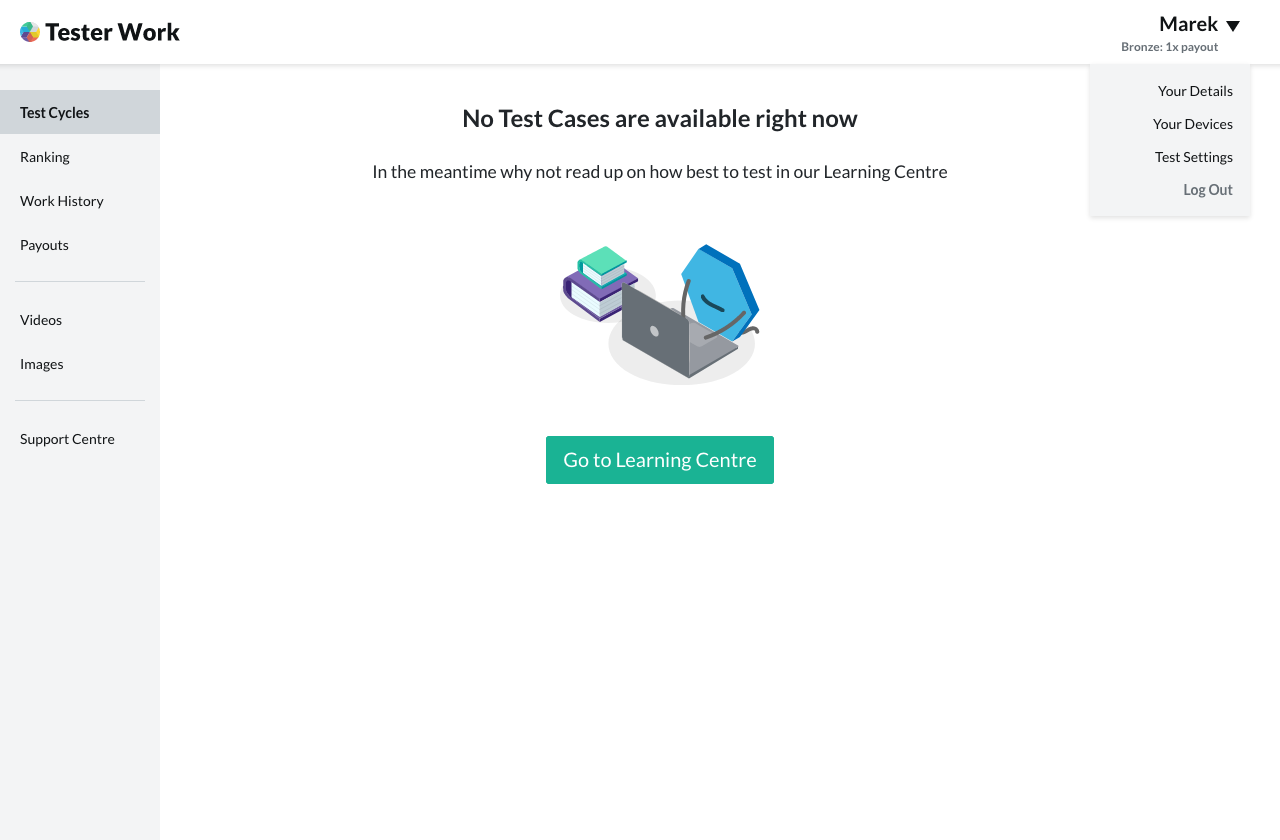 Tester Work
Marek
Bronze: 1x payout
Your Details
Your Devices
Test Settings
Log Out
Test Cycles
Ranking
Work History
Payouts
Videos
Images
Support Centre
No Test Cases are available right now
In the meantime why not read up on how best to test in our Learning Centre
Go to Learning Centre